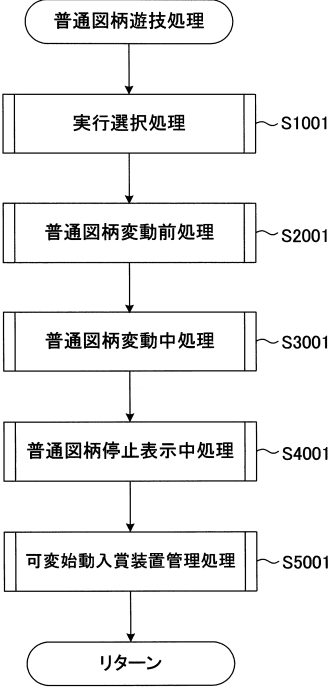 普通図柄遊技処理
実行選択処理
S1001
普通図柄変動前処理
S2001
普通図柄変動中処理
S3001
普通図柄停止表示中処理
S4001
可変始動入賞装置管理処理
S5001
リターン